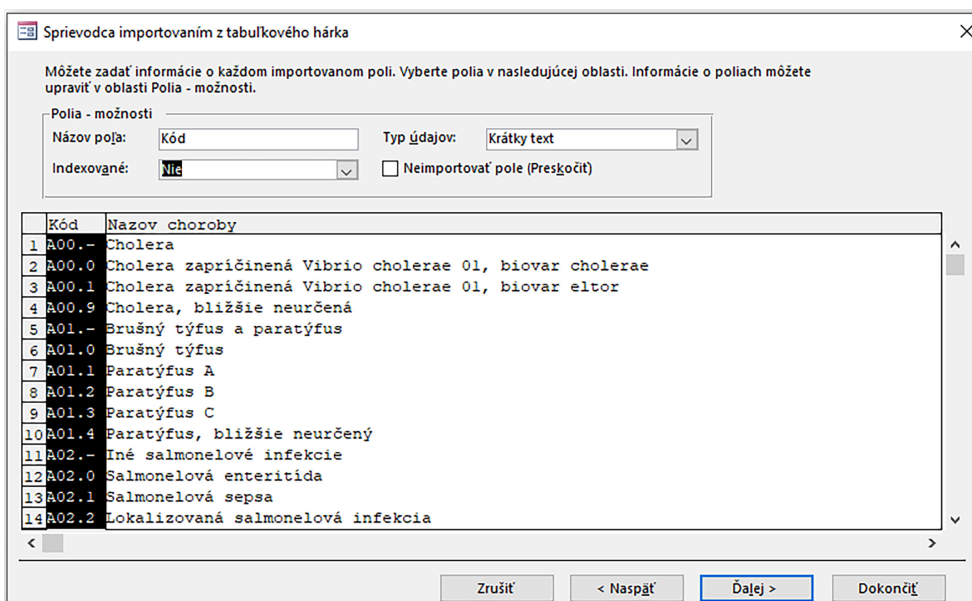 Sprievodca importovaním z tabuľkového hárka
Môžete zadať informácie o každom importovanom poli. Vyberte polia v nasledujúcej oblasti. Informácie o poliach môžete
upraviť v oblasti Polia - možnosti.
Polia - možnosti
Názov poľa: Kód Typ údajov: Krátky text
Indexované: Nie Neimportovať pole (Preskočiť)
Kód Nazov choroby
1 A00.- Cholera
2 A00.0 Cholera zapríčinená Vibrio cholerae 01, biovar cholerae
3 A00.1 Cholera zapríčinená Vibrio cholerae 01, biovar eltor
4 A00.9 Cholera, bližšie neurčená
5 A01.- Brušný týfus a paratýfus
6 A01.0 Brušný týfus
7 A01.1 Paratýfus A
8 A01.2 Paratýfus B
9 A01.3 Paratýfus C
10 A01.4 Paratýfus, bližšie neurčený
11 A02.- Iné salmonelové infekcie
12 A02.0 Salmonelová enteritída
13 A02.1 Salmonelová sepsa
14 A02.2 Lokalizovaná salmonelová infekcia
Zrušiť < Naspäť Ďalej > Dokončiť